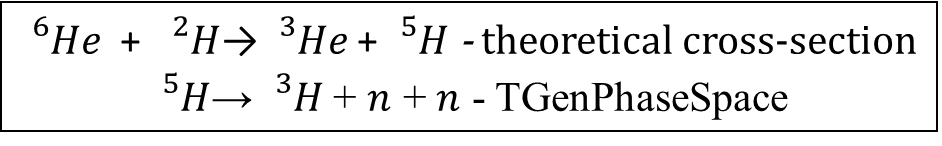 ⁶He + ²H→ ³He + ⁵H - theoretical cross-section
⁵H→ ³H + n + n - TGenPhaseSpace